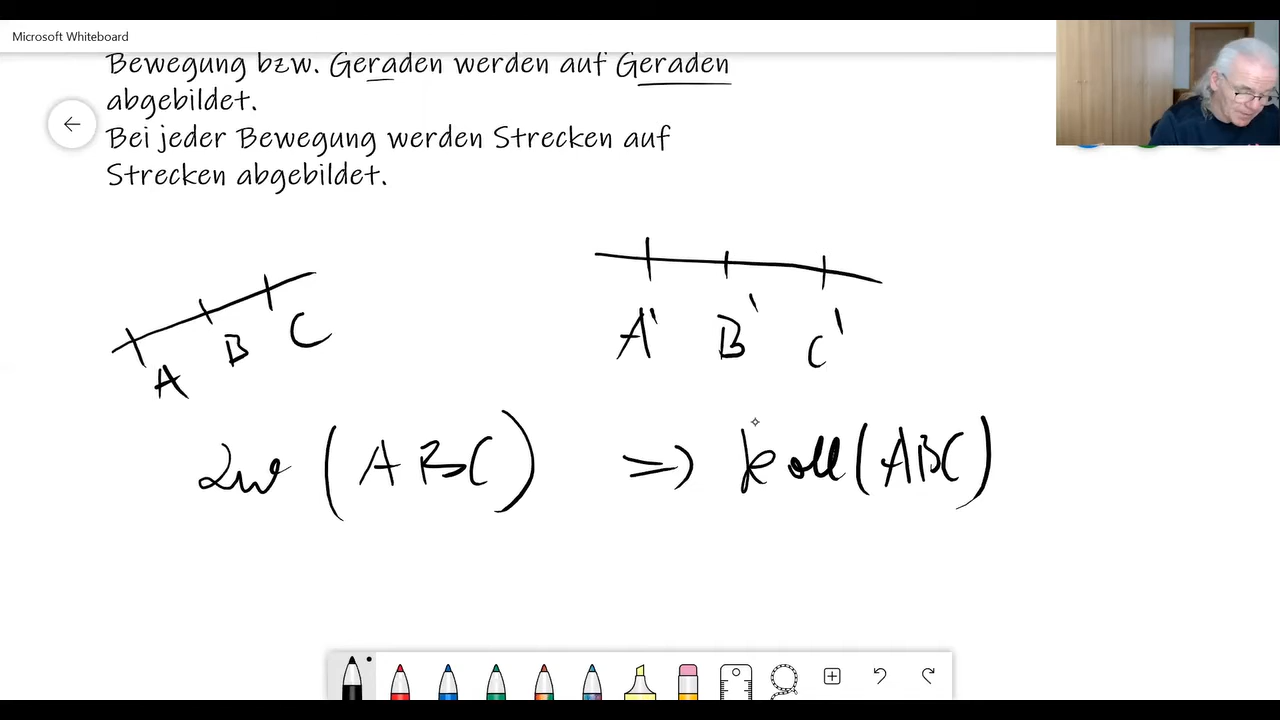 Microsoft Whiteboard
Bewegung bzw. Geraden werden auf Geraden
abgebildet.
Bei jeder Bewegung werden Strecken auf
Strecken abgebildet.
A B C
A' B' C'
Zw (ABC) => koll (ABC)